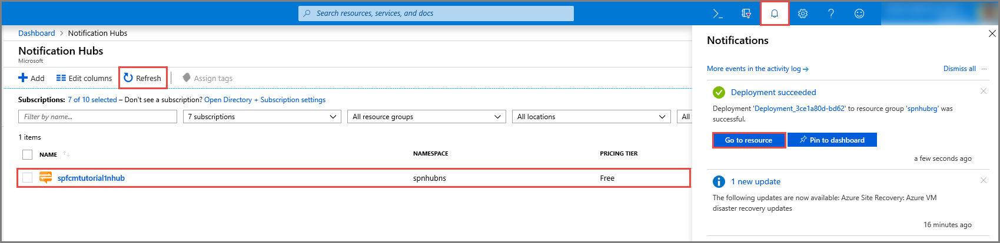 Search resources, services, and docs
Dashboard > Notification Hubs
Notification Hubs
Microsoft
Add Edit columns Refresh Assign tags
Subscriptions: 7 of 10 selected – Don't see a subscription? Open Directory + Subscription settings
Filter by name... 7 subscriptions All resource groups All locations All
1 items
NAME NAMESPACE PRICING TIER
spfcmtutorial1nhub spnhubns Free
Notifications
More events in the activity log Dismiss all ...
Deployment succeeded
Deployment 'Deployment_3ce1a80d-bd62' to resource group 'spnhubrg' was
successful.
Go to resource Pin to dashboard
a few seconds ago
1 new update
The following updates are now available: Azure Site Recovery: Azure VM
disaster recovery updates
16 minutes ago